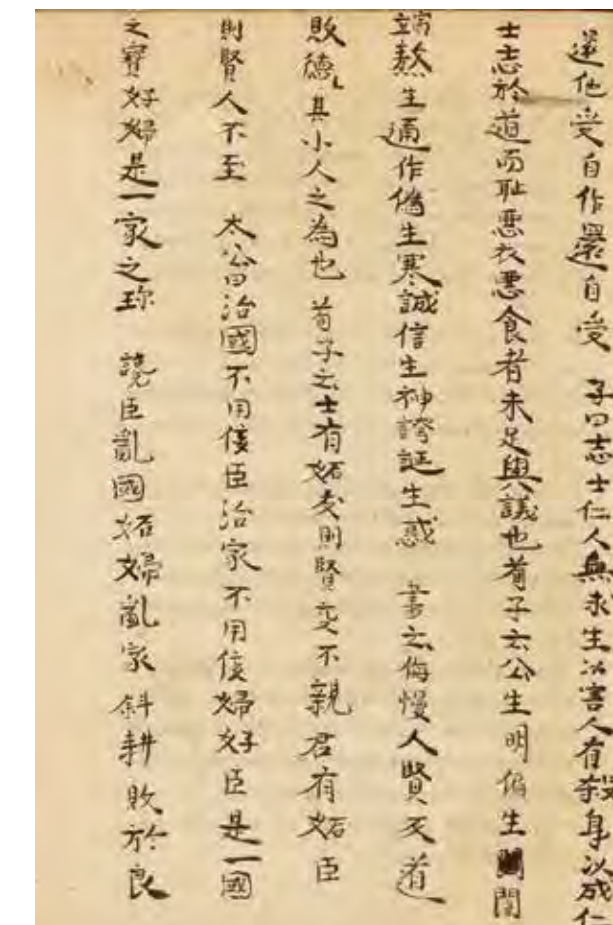 還他受自作還自受　子曰志士仁人無求生以害人有殺身以成仁
士志於道而恥悪衣悪食者未足與議也荀子云公生明偏生闇
端慤生通作偽生塞誠信生神誇誕生惑　書云侮慢人賢反道
敗德其小人之為也　荀子云士有妬友則賢交不親君有妬臣
則賢人不至　太公曰治國不用佞臣治家不用佞婦好臣是一國
之寶好婦是一家之珎　讒臣亂國妬婦亂家　斜耕敗於良